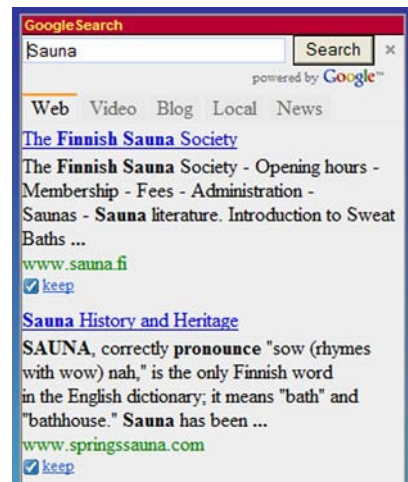 GoogleSearch
Sauna Search ×
powered by Google™
Web Video Blog Local News
The Finnish Sauna Society
The Finnish Sauna Society - Opening hours -
Membership - Fees - Administration -
Saunas - Sauna literature. Introduction to Sweat
Baths ...
www.sauna.fi
keep
Sauna History and Heritage
SAUNA, correctly pronounce "sow (rhymes
with wow) nah," is the only Finnish word
in the English dictionary; it means "bath" and
"bathhouse." Sauna has been ...
www.springssauna.com
keep